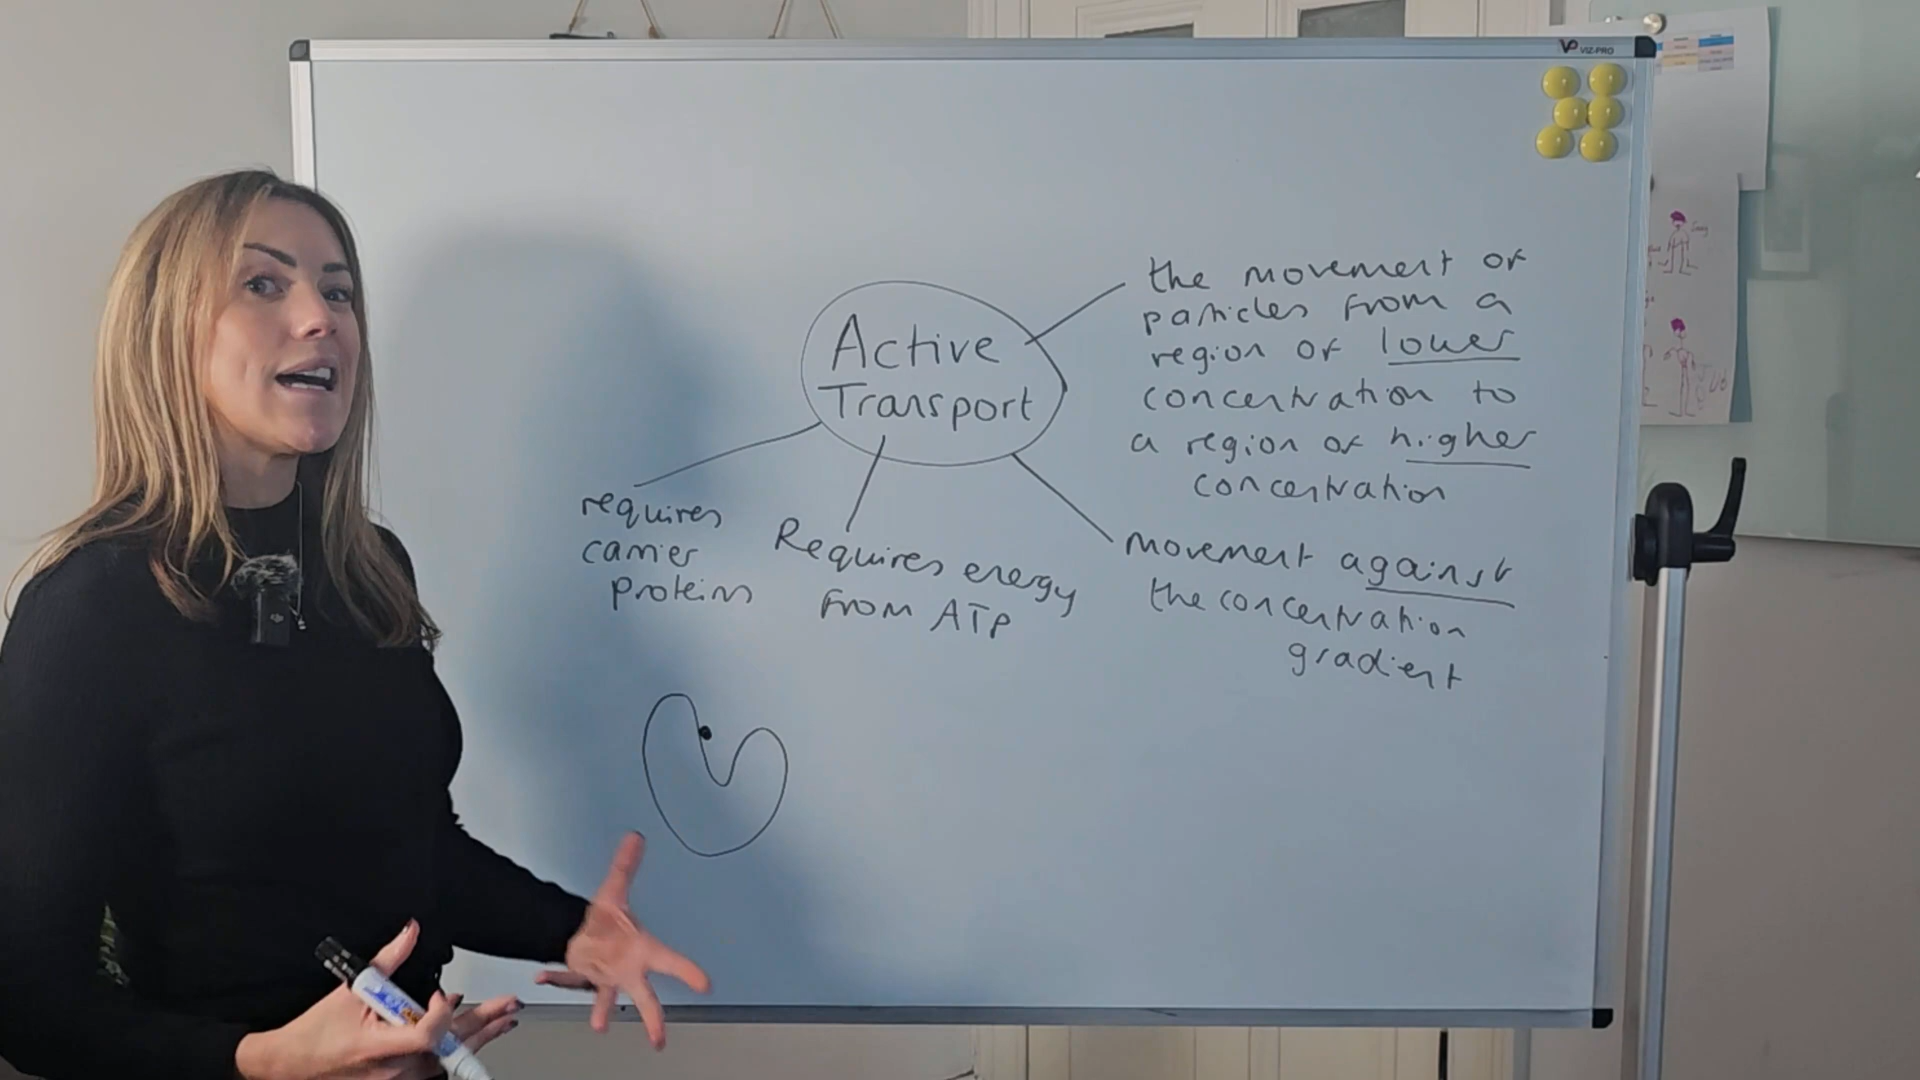 VIZ-PRO
Active
Transport
the movement of
particles from a
region of lower
concentration to
a region of higher
concentration
movement against
the concentration
gradient
Requires energy
from ATP
requires
carrier
proteins